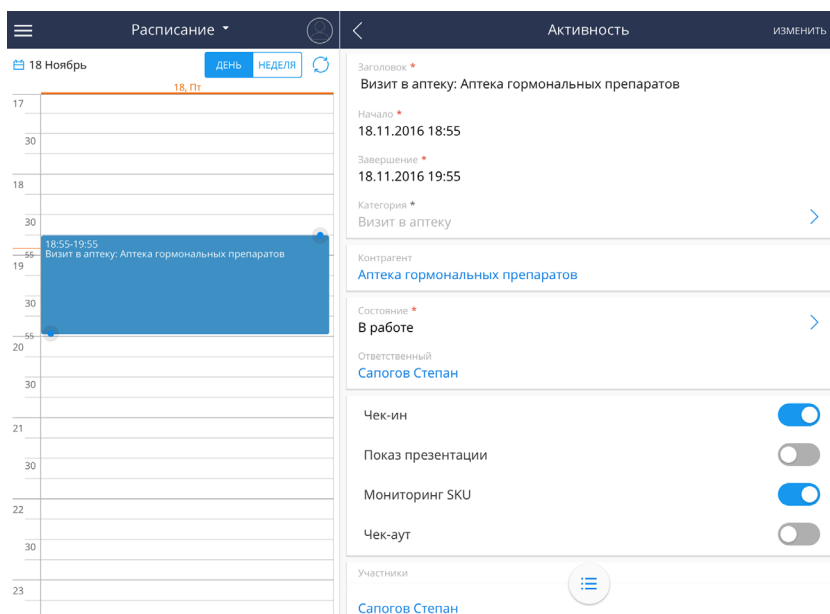 Расписание
18 Ноябрь
ДЕНЬ НЕДЕЛЯ
18, Пт
17
30
18
30
18:55-19:55
Визит в аптеку: Аптека гормональных препаратов
55
19
30
55
20
30
21
30
22
30
23
Активность
ИЗМЕНИТЬ
Заголовок *
Визит в аптеку: Аптека гормональных препаратов
Начало *
18.11.2016 18:55
Завершение *
18.11.2016 19:55
Категория *
Визит в аптеку
Контрагент
Аптека гормональных препаратов
Состояние *
В работе
Ответственный
Сапогов Степан
Чек-ин
Показ презентации
Мониторинг SKU
Чек-аут
Участники
Сапогов Степан